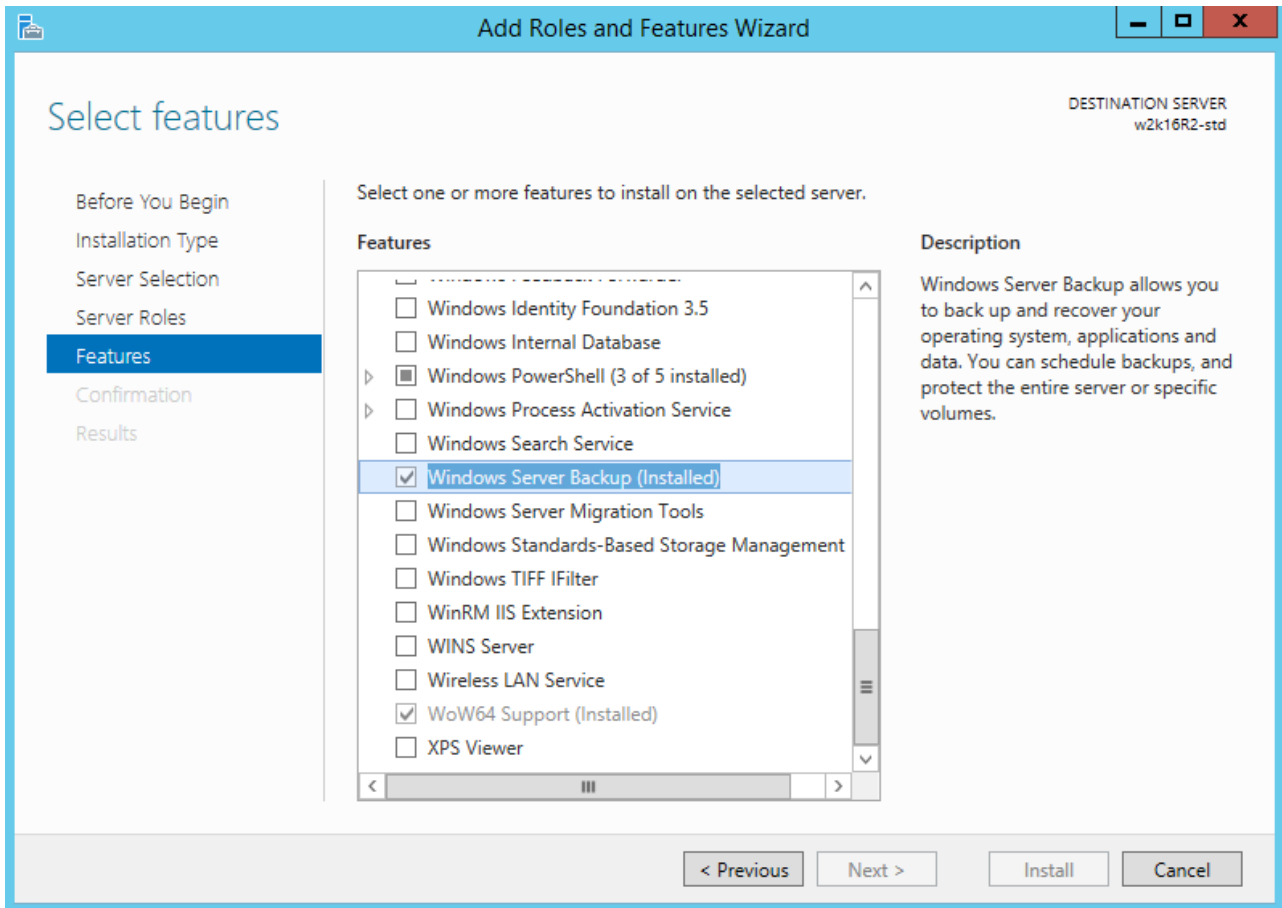 Add Roles and Features Wizard
Select features
DESTINATION SERVER
w2k16R2-std
Before You Begin
Installation Type
Server Selection
Server Roles
Features
Confirmation
Results
Select one or more features to install on the selected server.
Features
Windows Identity Foundation 3.5
Windows Internal Database
Windows PowerShell (3 of 5 installed)
Windows Process Activation Service
Windows Search Service
Windows Server Backup (Installed)
Windows Server Migration Tools
Windows Standards-Based Storage Management
Windows TIFF IFilter
WinRM IIS Extension
WINS Server
Wireless LAN Service
WoW64 Support (Installed)
XPS Viewer
Description
Windows Server Backup allows you
to back up and recover your
operating system, applications and
data. You can schedule backups, and
protect the entire server or specific
volumes.
< Previous
Next >
Install
Cancel